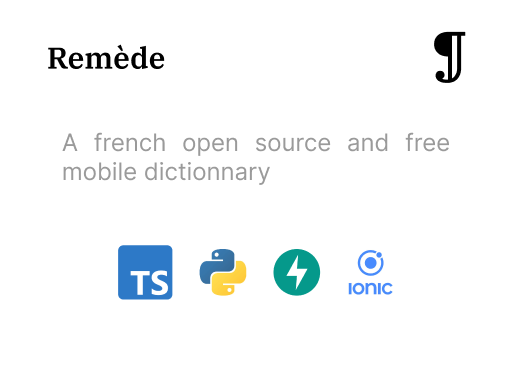 Remède
¶
A french open source and free
mobile dictionnary
TS
IONIC